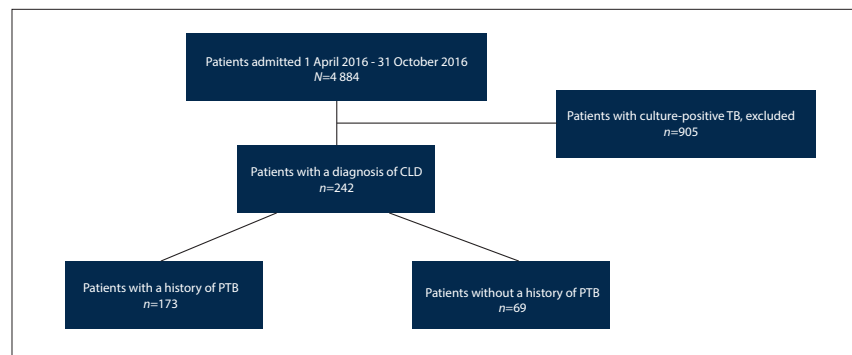 Patients admitted 1 April 2016 - 31 October 2016
N=4 884
Patients with culture-positive TB, excluded
n=905
Patients with a diagnosis of CLD
n=242
Patients with a history of PTB
n=173
Patients without a history of PTB
n=69